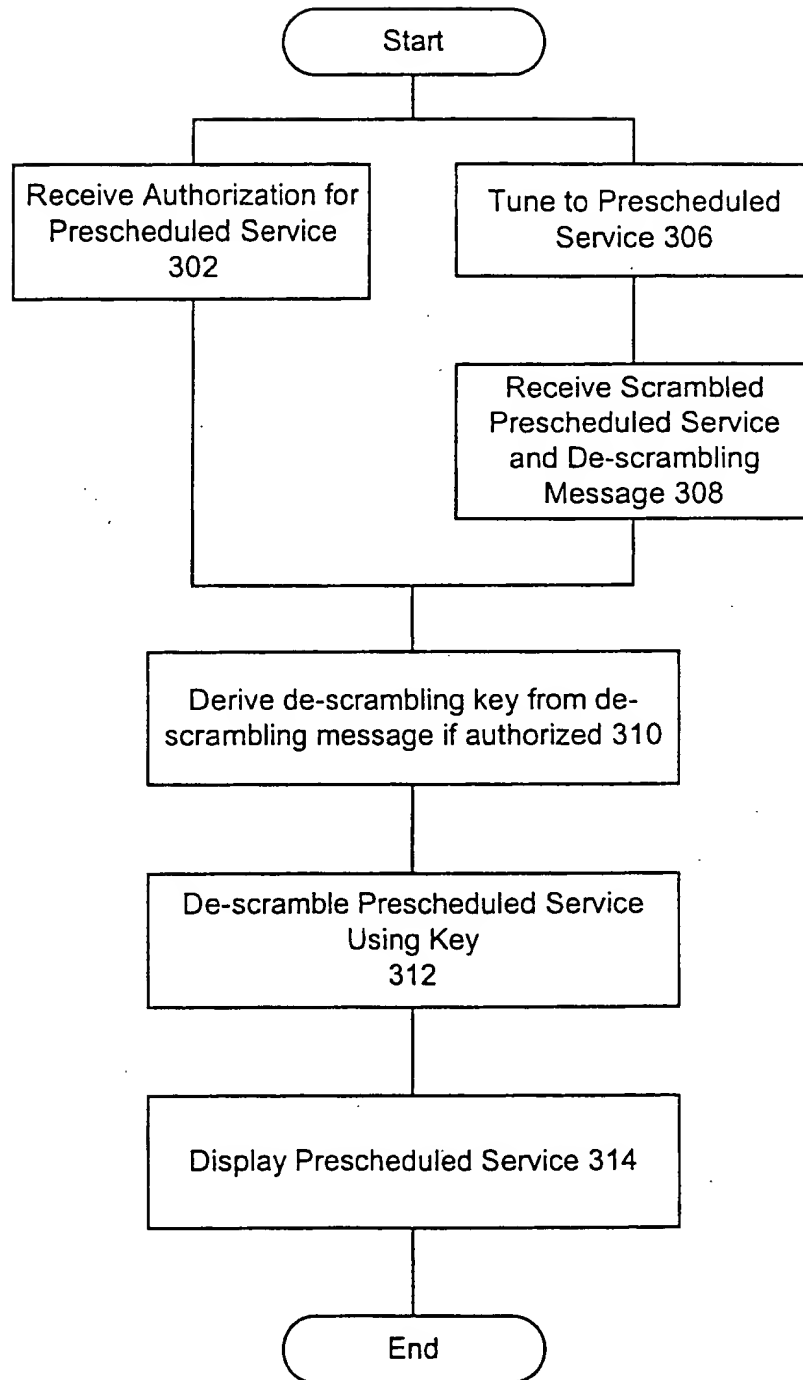 Start
Receive Authorization for
Prescheduled Service
302
Tune to Prescheduled
Service 306
Receive Scrambled
Prescheduled Service
and De-scrambling
Message 308
Derive de-scrambling key from de-
scrambling message if authorized 310
De-scramble Prescheduled Service
Using Key
312
Display Prescheduled Service 314
End